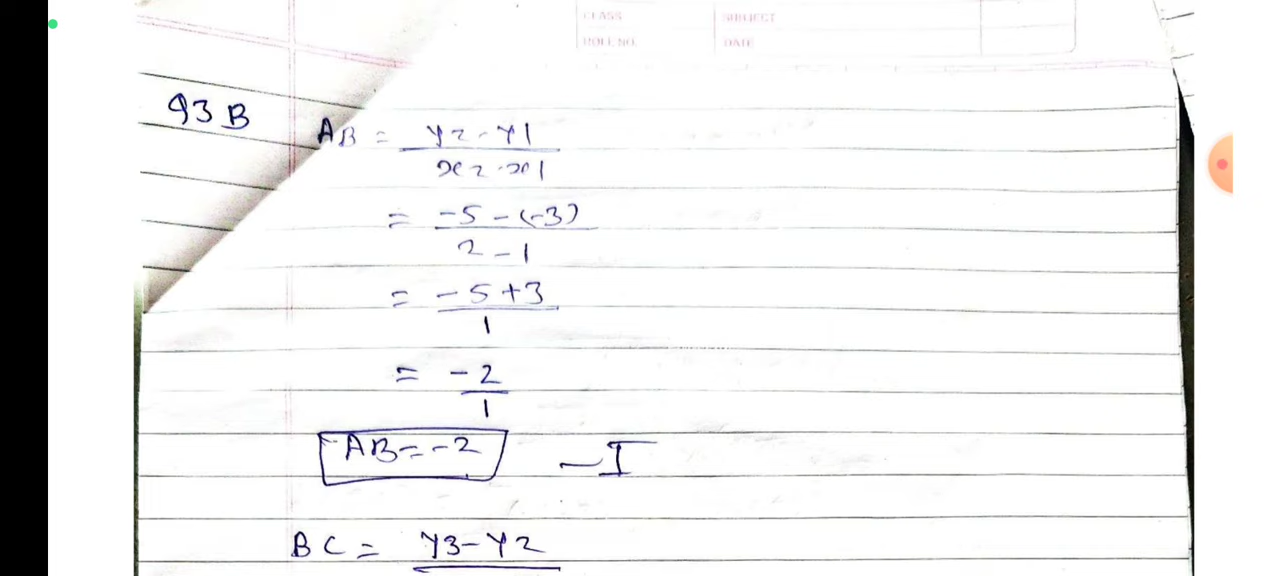 CLASS SUBJECT
ROLL NO. DATE
93 B
AB = y2 - y1
x2 - x1
= -5 - (-3)
2 - 1
= -5 + 3
1
= -2
1
AB = -2 — I
BC = y3 - y2